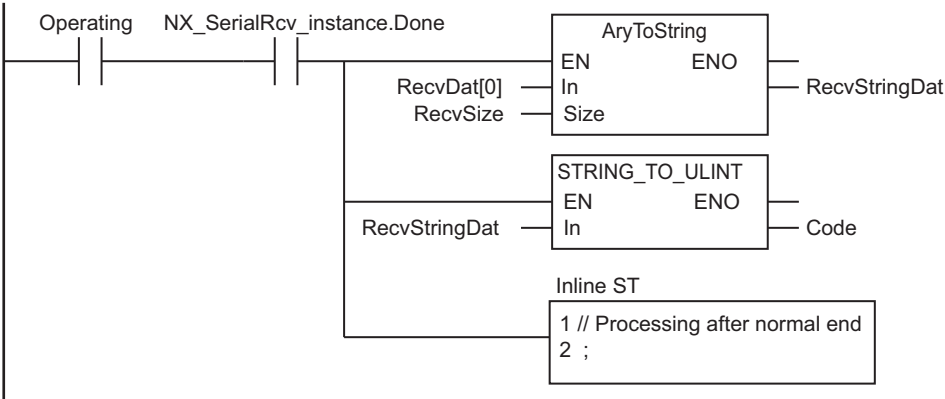 Operating NX_SerialRcv_instance.Done
AryToString
EN ENO
RecvDat[0] In RecvStringDat
RecvSize Size
STRING_TO_ULINT
EN ENO
RecvStringDat In Code
Inline ST
1 // Processing after normal end
2 ;